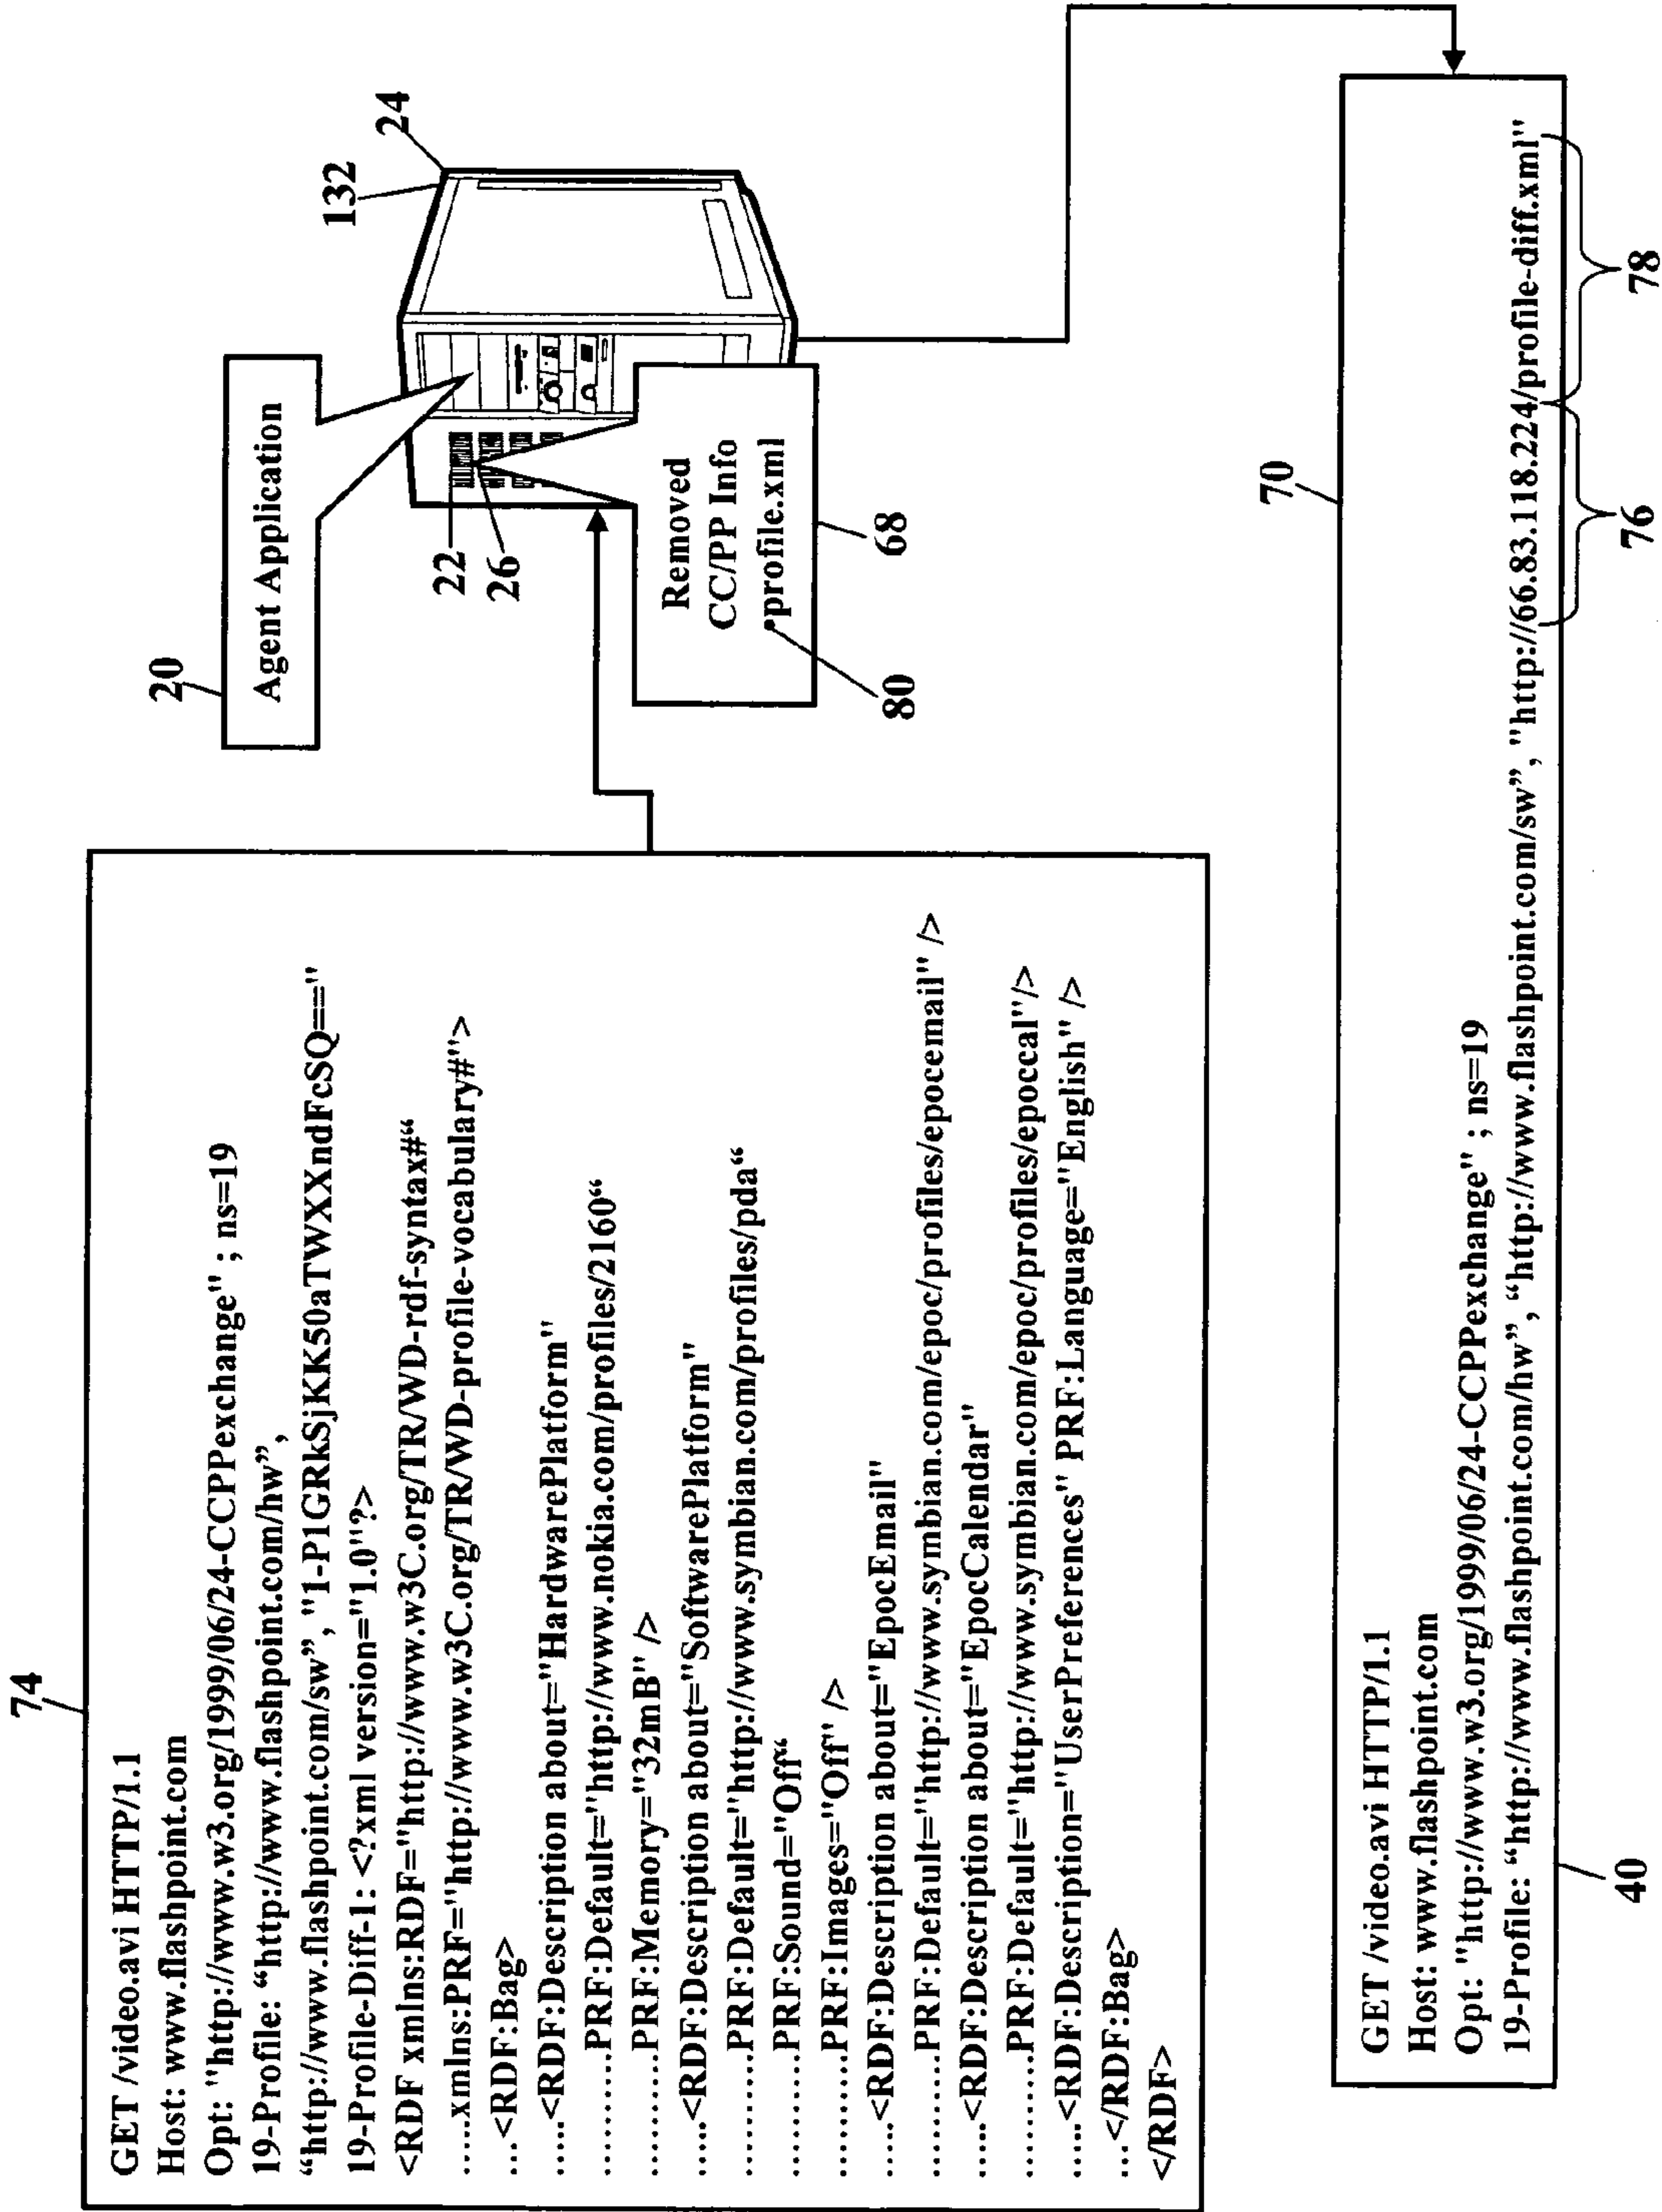 74
GET /video.avi HTTP/1.1
Host: www.flashpoint.com
Opt: "http://www.w3.org/1999/06/24-CCPPexchange" ; ns=19
19-Profile: “http://www.flashpoint.com/hw”,
“http://www.flashpoint.com/sw”, "1-P1GRkSjKK50aTWXXndFcSQ=="
19-Profile-Diff-1: <?xml version="1.0"?>
<RDF xmlns:RDF="http://www.w3C.org/TR/WD-rdf-syntax#“
.....xmlns:PRF="http://www.w3C.org/TR/WD-profile-vocabulary#">
...<RDF:Bag>
.....<RDF:Description about="HardwarePlatform"
..........PRF:Default="http://www.nokia.com/profiles/2160“
..........PRF:Memory="32mB" />
.....<RDF:Description about="SoftwarePlatform"
..........PRF:Default="http://www.symbian.com/profiles/pda“
..........PRF:Sound="Off“
..........PRF:Images="Off" />
.....<RDF:Description about="EpocEmail"
..........PRF:Default="http://www.symbian.com/epoc/profiles/epocemail" />
.....<RDF:Description about="EpocCalendar"
..........PRF:Default="http://www.symbian.com/epoc/profiles/epoccal"/>
.....<RDF:Description="UserPreferences" PRF:Language="English" />
...</RDF:Bag>
</RDF>
20
Agent Application
132
24
22
26
Removed
CC/PP Info
•profile.xml
80
68
70
GET /video.avi HTTP/1.1
Host: www.flashpoint.com
Opt: "http://www.w3.org/1999/06/24-CCPPexchange" ; ns=19
19-Profile: “http://www.flashpoint.com/hw”, “http://www.flashpoint.com/sw”, "http://66.83.118.224/profile-diff.xml"
40
76
78